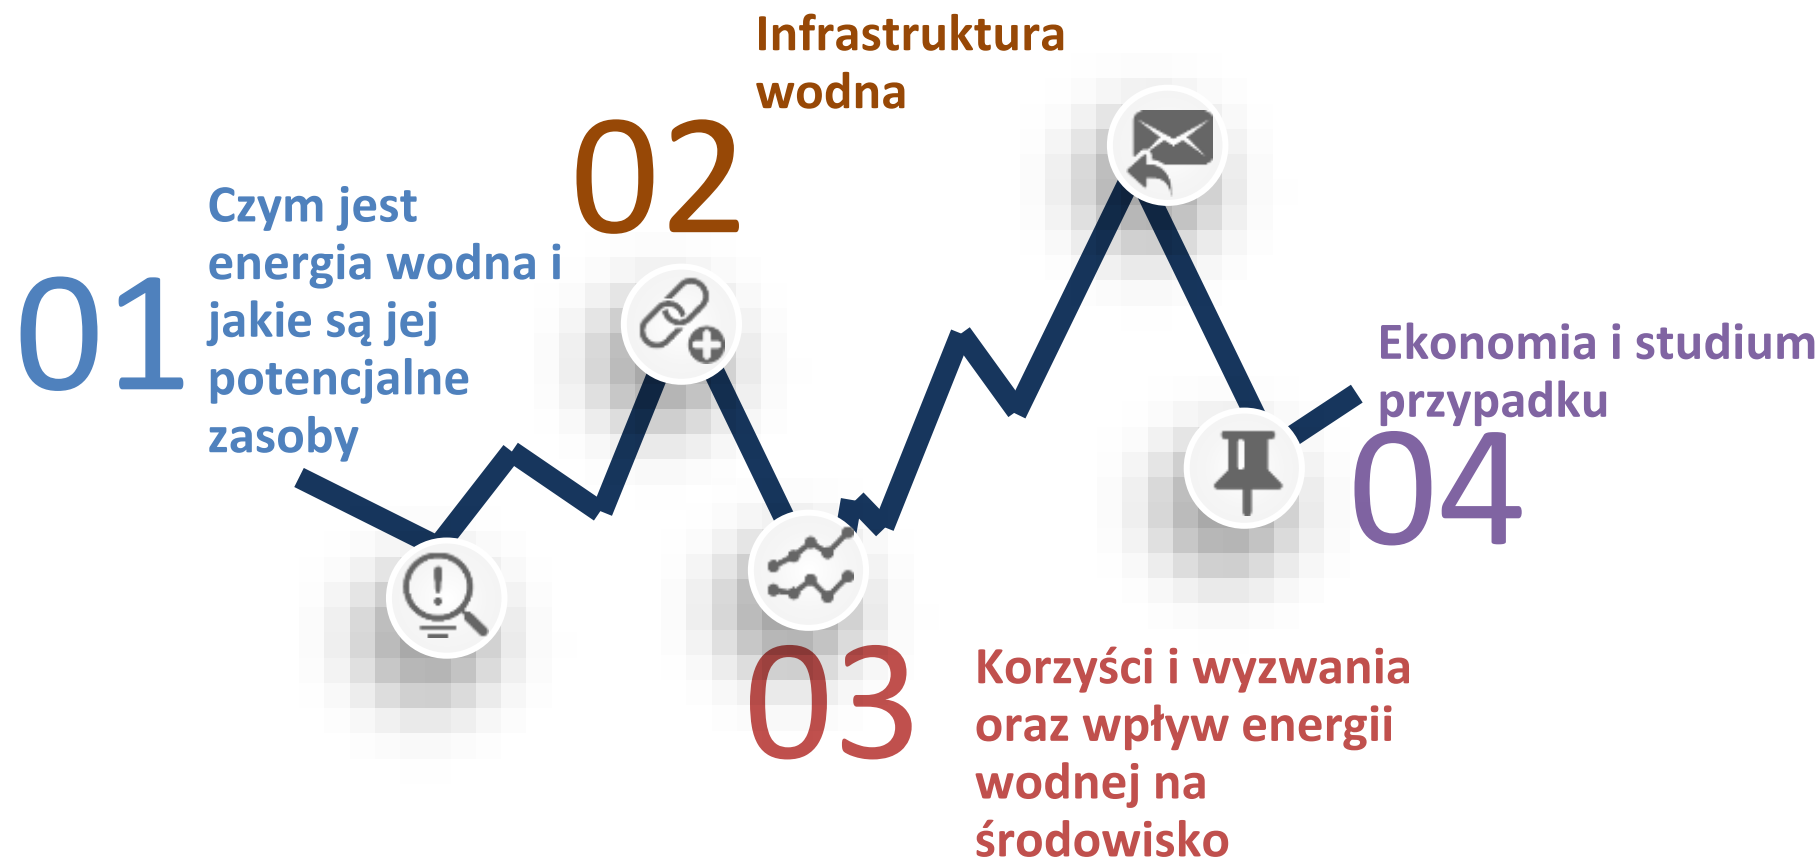 01
Czym jest
energia wodna i
jakie są jej
potencjalne
zasoby
02
Infrastruktura
wodna
03
Korzyści i wyzwania
oraz wpływ energii
wodnej na
środowisko
04
Ekonomia i studium
przypadku